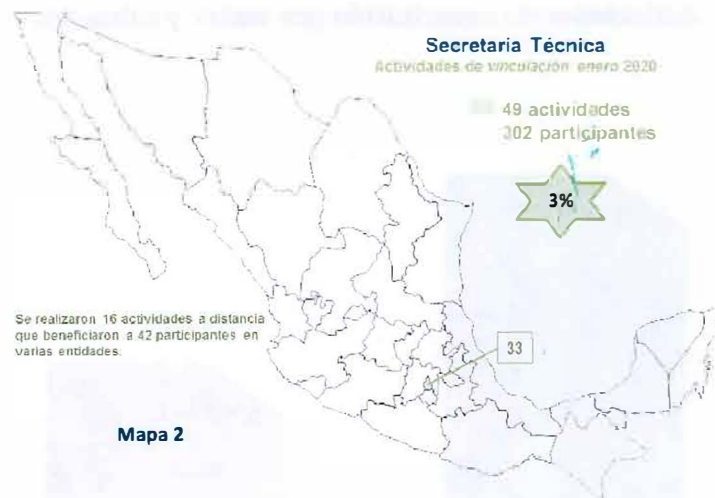 Secretaria Técnica
Actividades de vinculación enero 2020
49 actividades
302 participantes
3%
Se realizaron 16 actividades a distancia
que beneficiaron a 42 participantes en
varias entidades.
33
Mapa 2